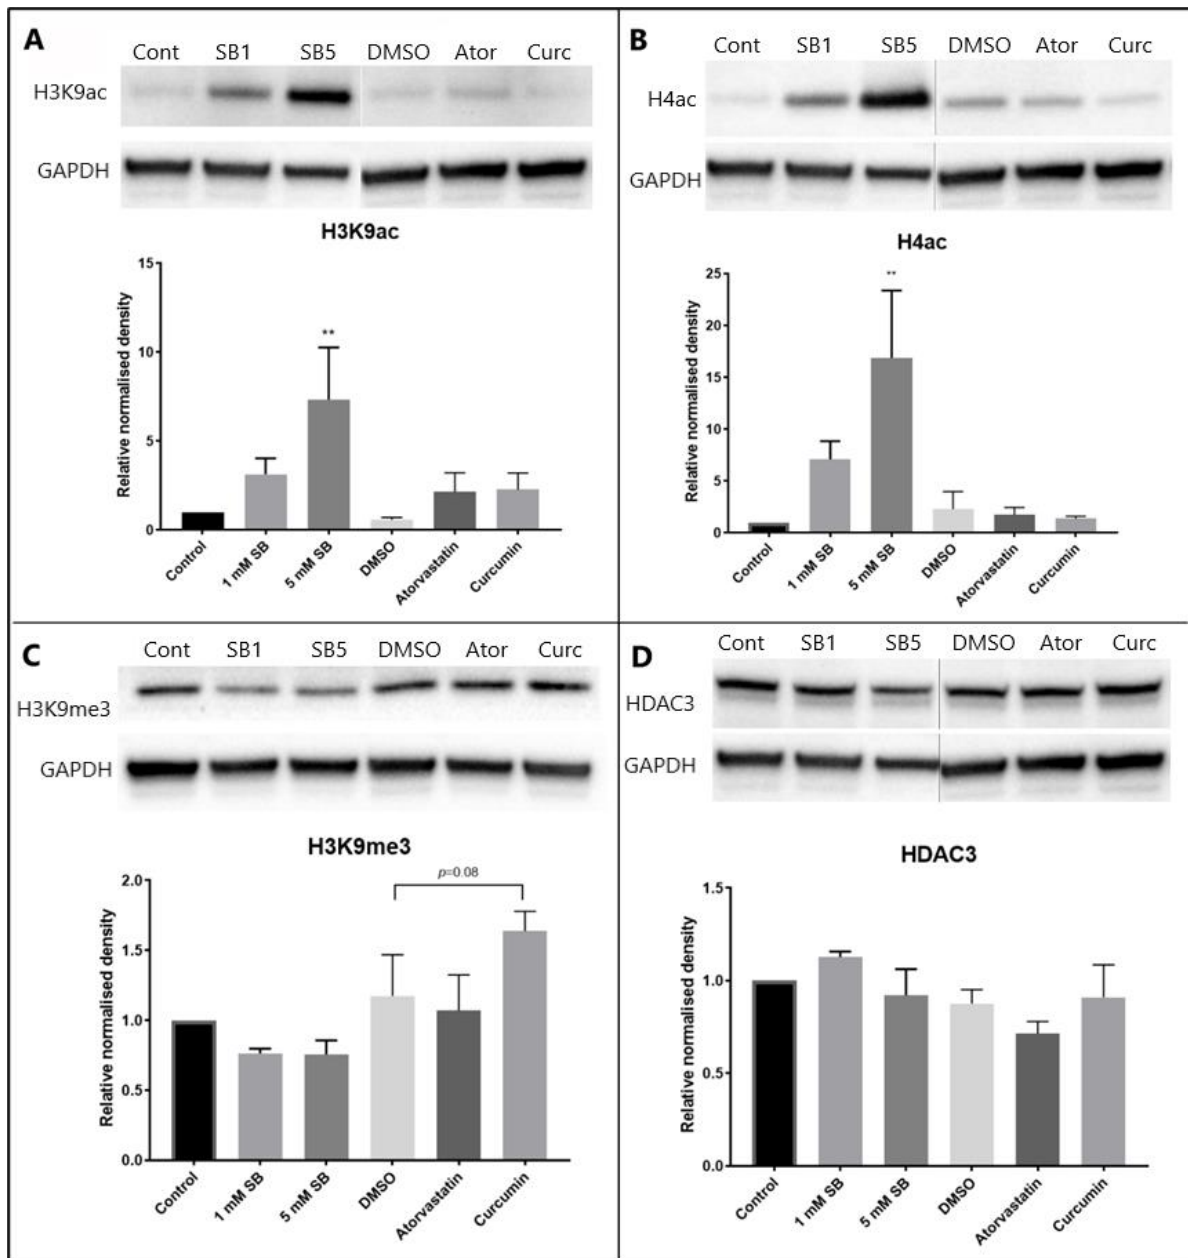 A
Cont SB1 SB5 DMSO Ator Curc
H3K9ac
GAPDH
H3K9ac
Relative normalised density
15
10
5
0
**
Control
1 mM SB
5 mM SB
DMSO
Atorvastatin
Curcumin
B
Cont SB1 SB5 DMSO Ator Curc
H4ac
GAPDH
H4ac
Relative normalised density
25
20
15
10
5
0
**
Control
1 mM SB
5 mM SB
DMSO
Atorvastatin
Curcumin
C
Cont SB1 SB5 DMSO Ator Curc
H3K9me3
GAPDH
H3K9me3
Relative normalised density
2.0
1.5
1.0
0.5
0.0
p=0.08
Control
1 mM SB
5 mM SB
DMSO
Atorvastatin
Curcumin
D
Cont SB1 SB5 DMSO Ator Curc
HDAC3
GAPDH
HDAC3
Relative normalised density
1.5
1.0
0.5
0.0
Control
1 mM SB
5 mM SB
DMSO
Atorvastatin
Curcumin